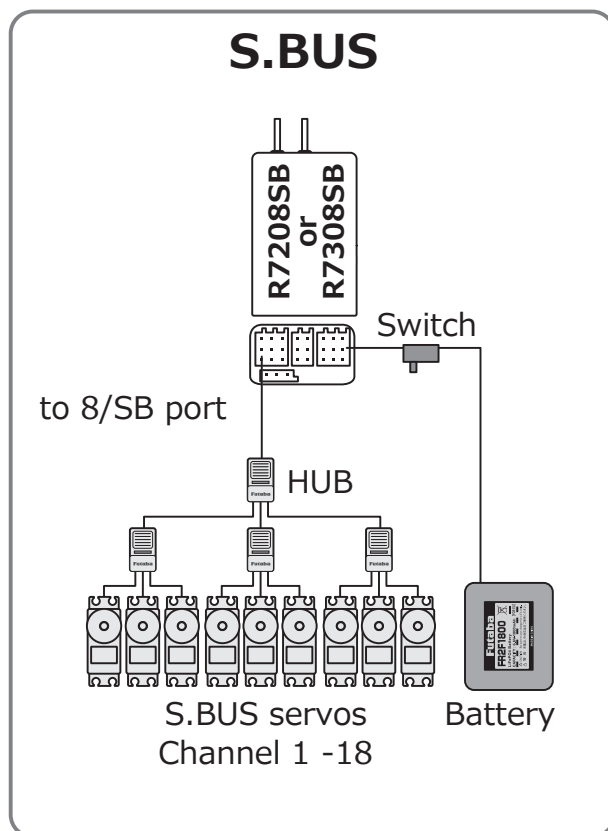 S.BUS
R7208SB
or
R7308SB
Switch
to 8/SB port
HUB
Futaba
Futaba
Futaba
Futaba
Futaba
FR2F1800
S.BUS servos
Channel 1 -18
Battery